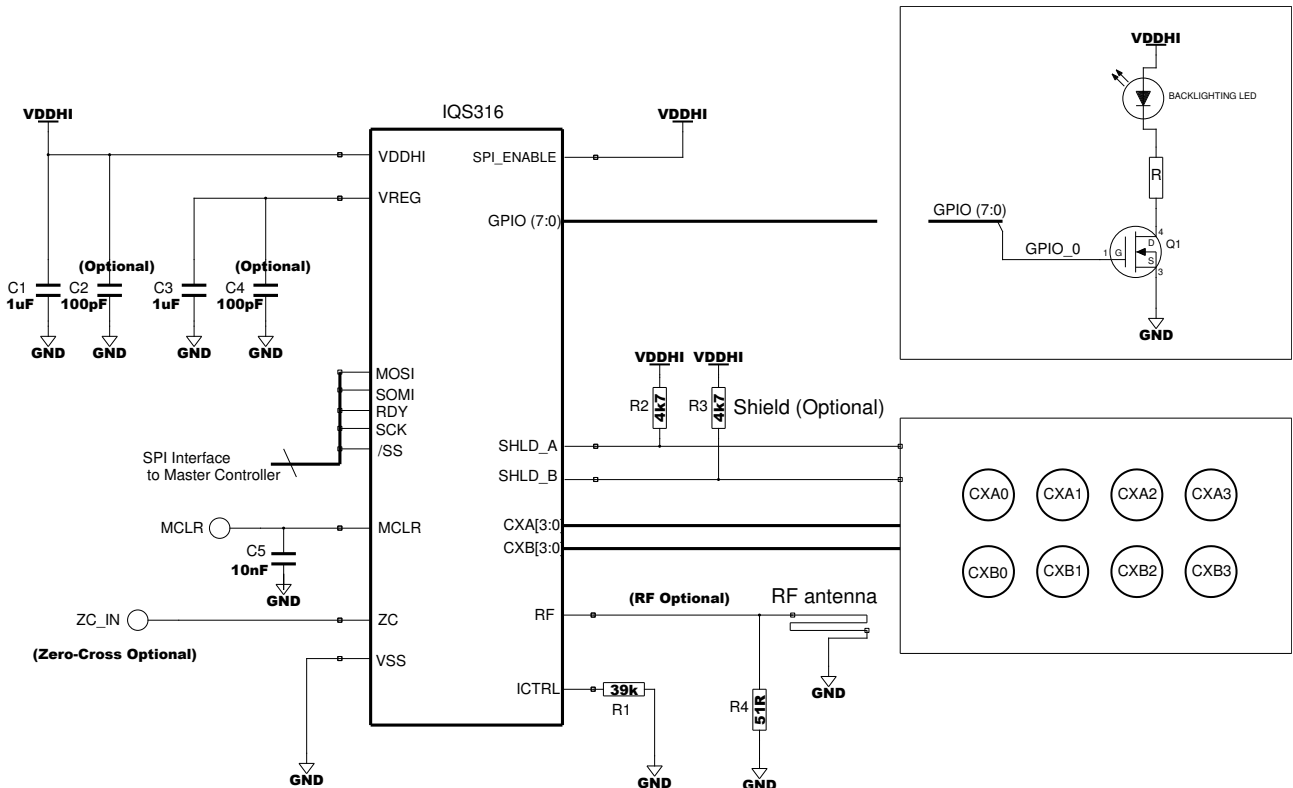 VDDHI
IQS316
VDDHI
VDDHI
SPI_ENABLE
VREG
GPIO (7:0)
(Optional)
(Optional)
C1
1uF
C2
100pF
C3
1uF
C4
100pF
GND
GND
GND
GND
MOSI
SOMI
RDY
SCK
/SS
SPI Interface
to Master Controller
MCLR
MCLR
C5
10nF
GND
ZC_IN
ZC
(Zero-Cross Optional)
VSS
GND
VDDHI
VDDHI
R2
4k7
R3
4k7
Shield (Optional)
SHLD_A
SHLD_B
CXA[3:0
CXB[3:0
RF
(RF Optional)
RF antenna
GND
ICTRL
39k
R1
GND
R4
51R
GND
VDDHI
BACKLIGHTING LED
R
GPIO (7:0)
GPIO_0
1
G
4
D
S
3
Q1
GND
CXA0
CXA1
CXA2
CXA3
CXB0
CXB1
CXB2
CXB3